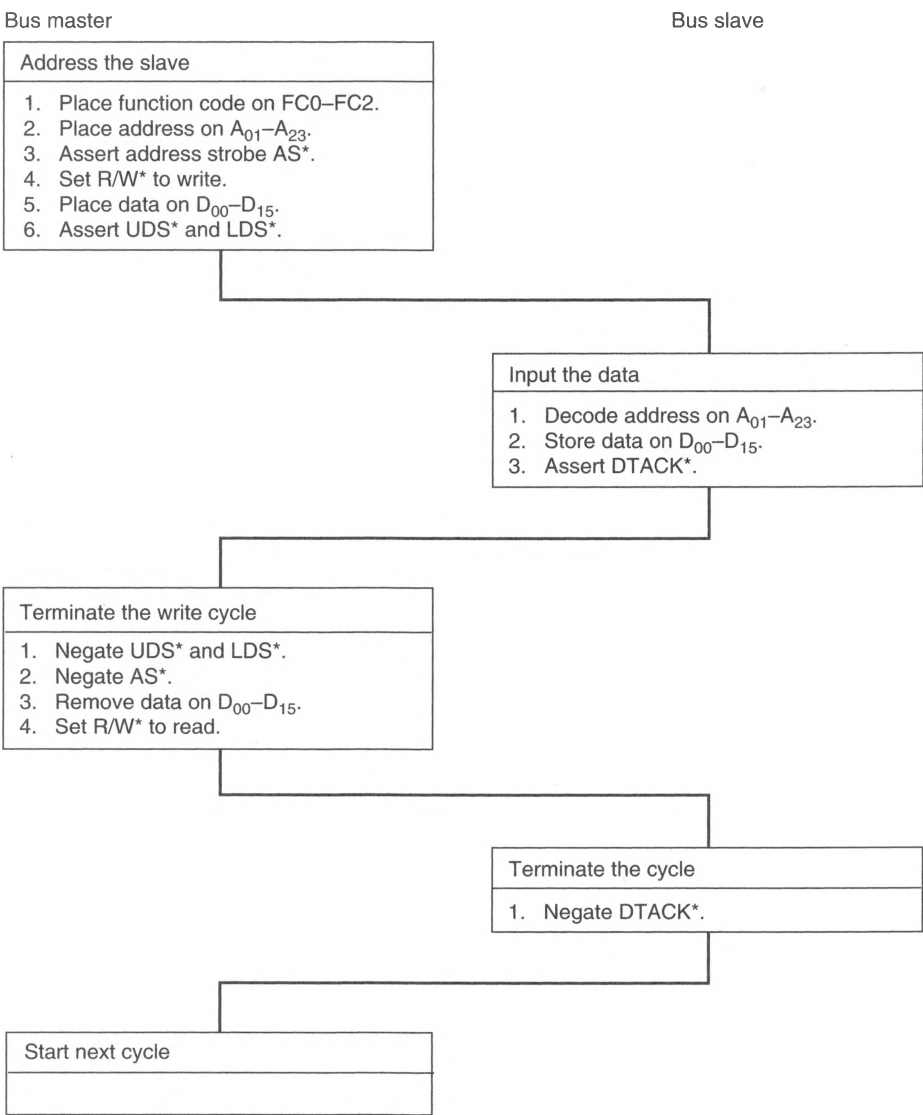 Bus master
Bus slave
Address the slave
1. Place function code on FC0–FC2.
2. Place address on A₀₁–A₂₃.
3. Assert address strobe AS*.
4. Set R/W* to write.
5. Place data on D₀₀–D₁₅.
6. Assert UDS* and LDS*.
Input the data
1. Decode address on A₀₁–A₂₃.
2. Store data on D₀₀–D₁₅.
3. Assert DTACK*.
Terminate the write cycle
1. Negate UDS* and LDS*.
2. Negate AS*.
3. Remove data on D₀₀–D₁₅.
4. Set R/W* to read.
Terminate the cycle
1. Negate DTACK*.
Start next cycle